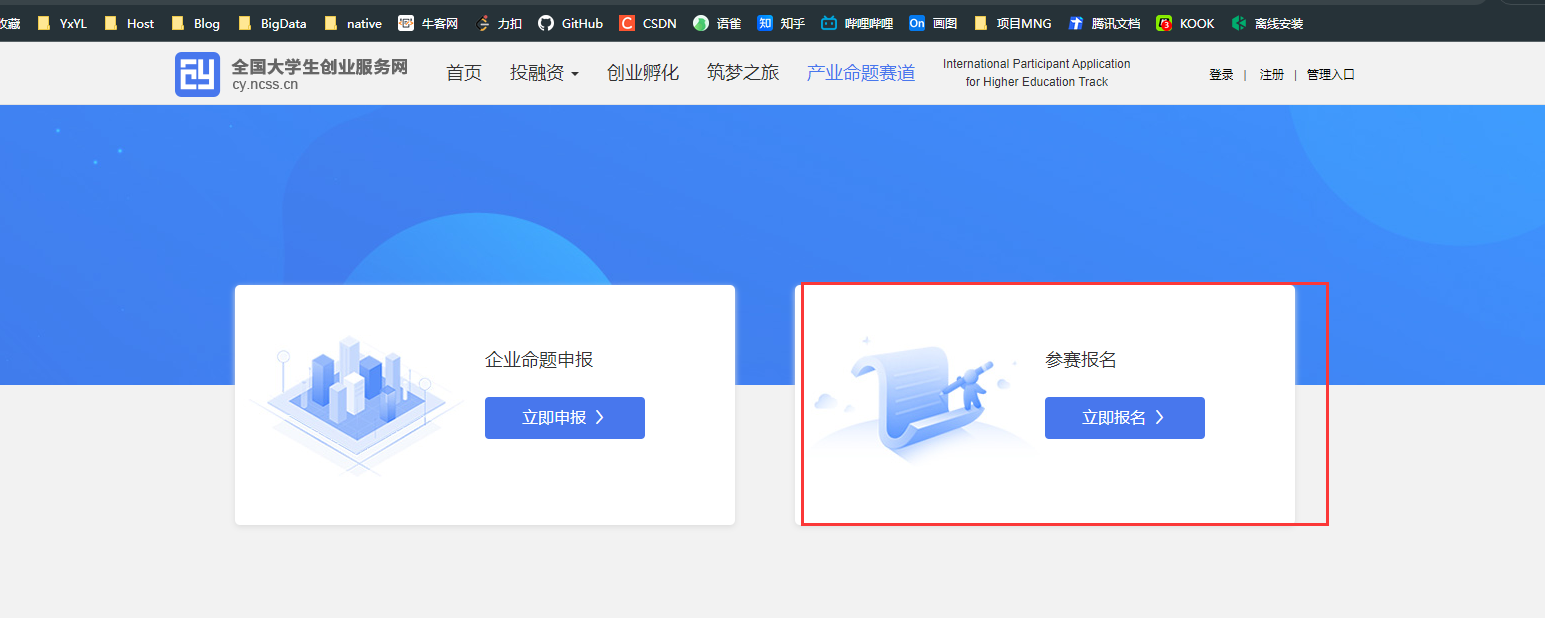 收藏 YxYL Host Blog BigData native 牛客网 力扣 GitHub CSDN 语雀 知乎 哔哩哔哩 画图 项目MNG 腾讯文档 KOOK 离线安装
全国大学生创业服务网
cy.ncss.cn
首页 投融资 创业孵化 筑梦之旅 产业命题赛道
International Participant Application
for Higher Education Track
登录 | 注册 | 管理入口
企业命题申报
立即申报
参赛报名
立即报名